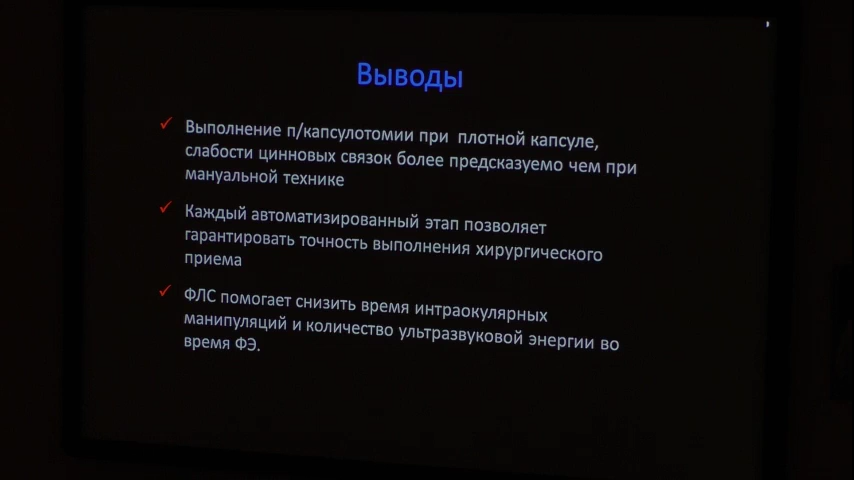 Выводы
Выполнение п/капсулотомии при плотной капсуле,
слабости цинновых связок более предсказуемо чем при
мануальной технике
Каждый автоматизированный этап позволяет
гарантировать точность выполнения хирургического
приема
ФЛС помогает снизить время интраокулярных
манипуляций и количество ультразвуковой энергии во
время ФЭ.